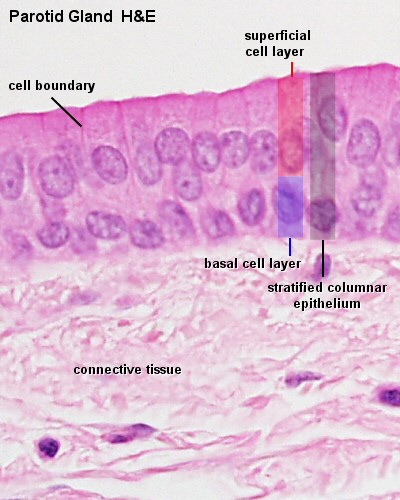 Parotid Gland H&E
superficial
cell layer
cell boundary
basal cell layer
stratified columnar
epithelium
connective tissue